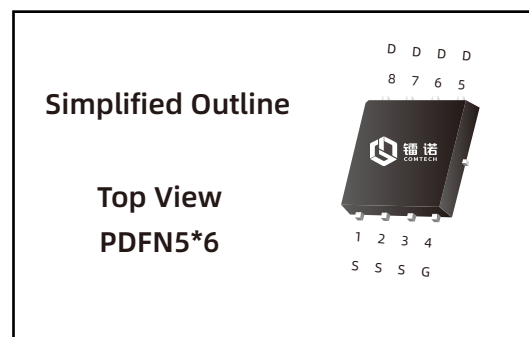 Simplified Outline
Top View
PDFN5*6
D D D D
8 7 6 5
镭诺
COMTECH
1 2 3 4
S S S G